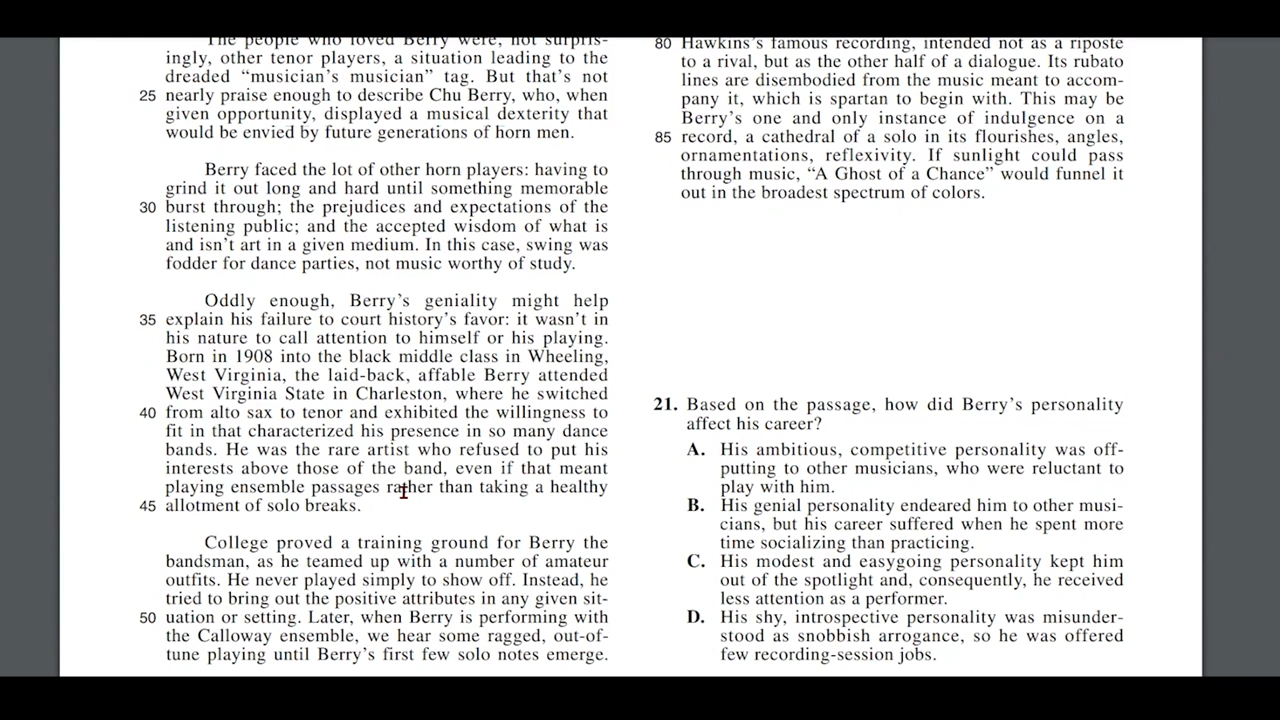 The people who loved Berry were, not surpris-
ingly, other tenor players, a situation leading to the
dreaded “musician’s musician” tag. But that’s not
25 nearly praise enough to describe Chu Berry, who, when
given opportunity, displayed a musical dexterity that
would be envied by future generations of horn men.
Berry faced the lot of other horn players: having to
grind it out long and hard until something memorable
30 burst through; the prejudices and expectations of the
listening public; and the accepted wisdom of what is
and isn’t art in a given medium. In this case, swing was
fodder for dance parties, not music worthy of study.
Oddly enough, Berry’s geniality might help
35 explain his failure to court history’s favor: it wasn’t in
his nature to call attention to himself or his playing.
Born in 1908 into the black middle class in Wheeling,
West Virginia, the laid-back, affable Berry attended
West Virginia State in Charleston, where he switched
40 from alto sax to tenor and exhibited the willingness to
fit in that characterized his presence in so many dance
bands. He was the rare artist who refused to put his
interests above those of the band, even if that meant
playing ensemble passages rather than taking a healthy
45 allotment of solo breaks.
College proved a training ground for Berry the
bandsman, as he teamed up with a number of amateur
outfits. He never played simply to show off. Instead, he
tried to bring out the positive attributes in any given sit-
50 uation or setting. Later, when Berry is performing with
the Calloway ensemble, we hear some ragged, out-of-
tune playing until Berry’s first few solo notes emerge.
80 Hawkins’s famous recording, intended not as a riposte
to a rival, but as the other half of a dialogue. Its rubato
lines are disembodied from the music meant to accom-
pany it, which is spartan to begin with. This may be
Berry’s one and only instance of indulgence on a
85 record, a cathedral of a solo in its flourishes, angles,
ornamentations, reflexivity. If sunlight could pass
through music, “A Ghost of a Chance” would funnel it
out in the broadest spectrum of colors.
21. Based on the passage, how did Berry’s personality
affect his career?
A. His ambitious, competitive personality was off-
putting to other musicians, who were reluctant to
play with him.
B. His genial personality endeared him to other musi-
cians, but his career suffered when he spent more
time socializing than practicing.
C. His modest and easygoing personality kept him
out of the spotlight and, consequently, he received
less attention as a performer.
D. His shy, introspective personality was misunder-
stood as snobbish arrogance, so he was offered
few recording-session jobs.